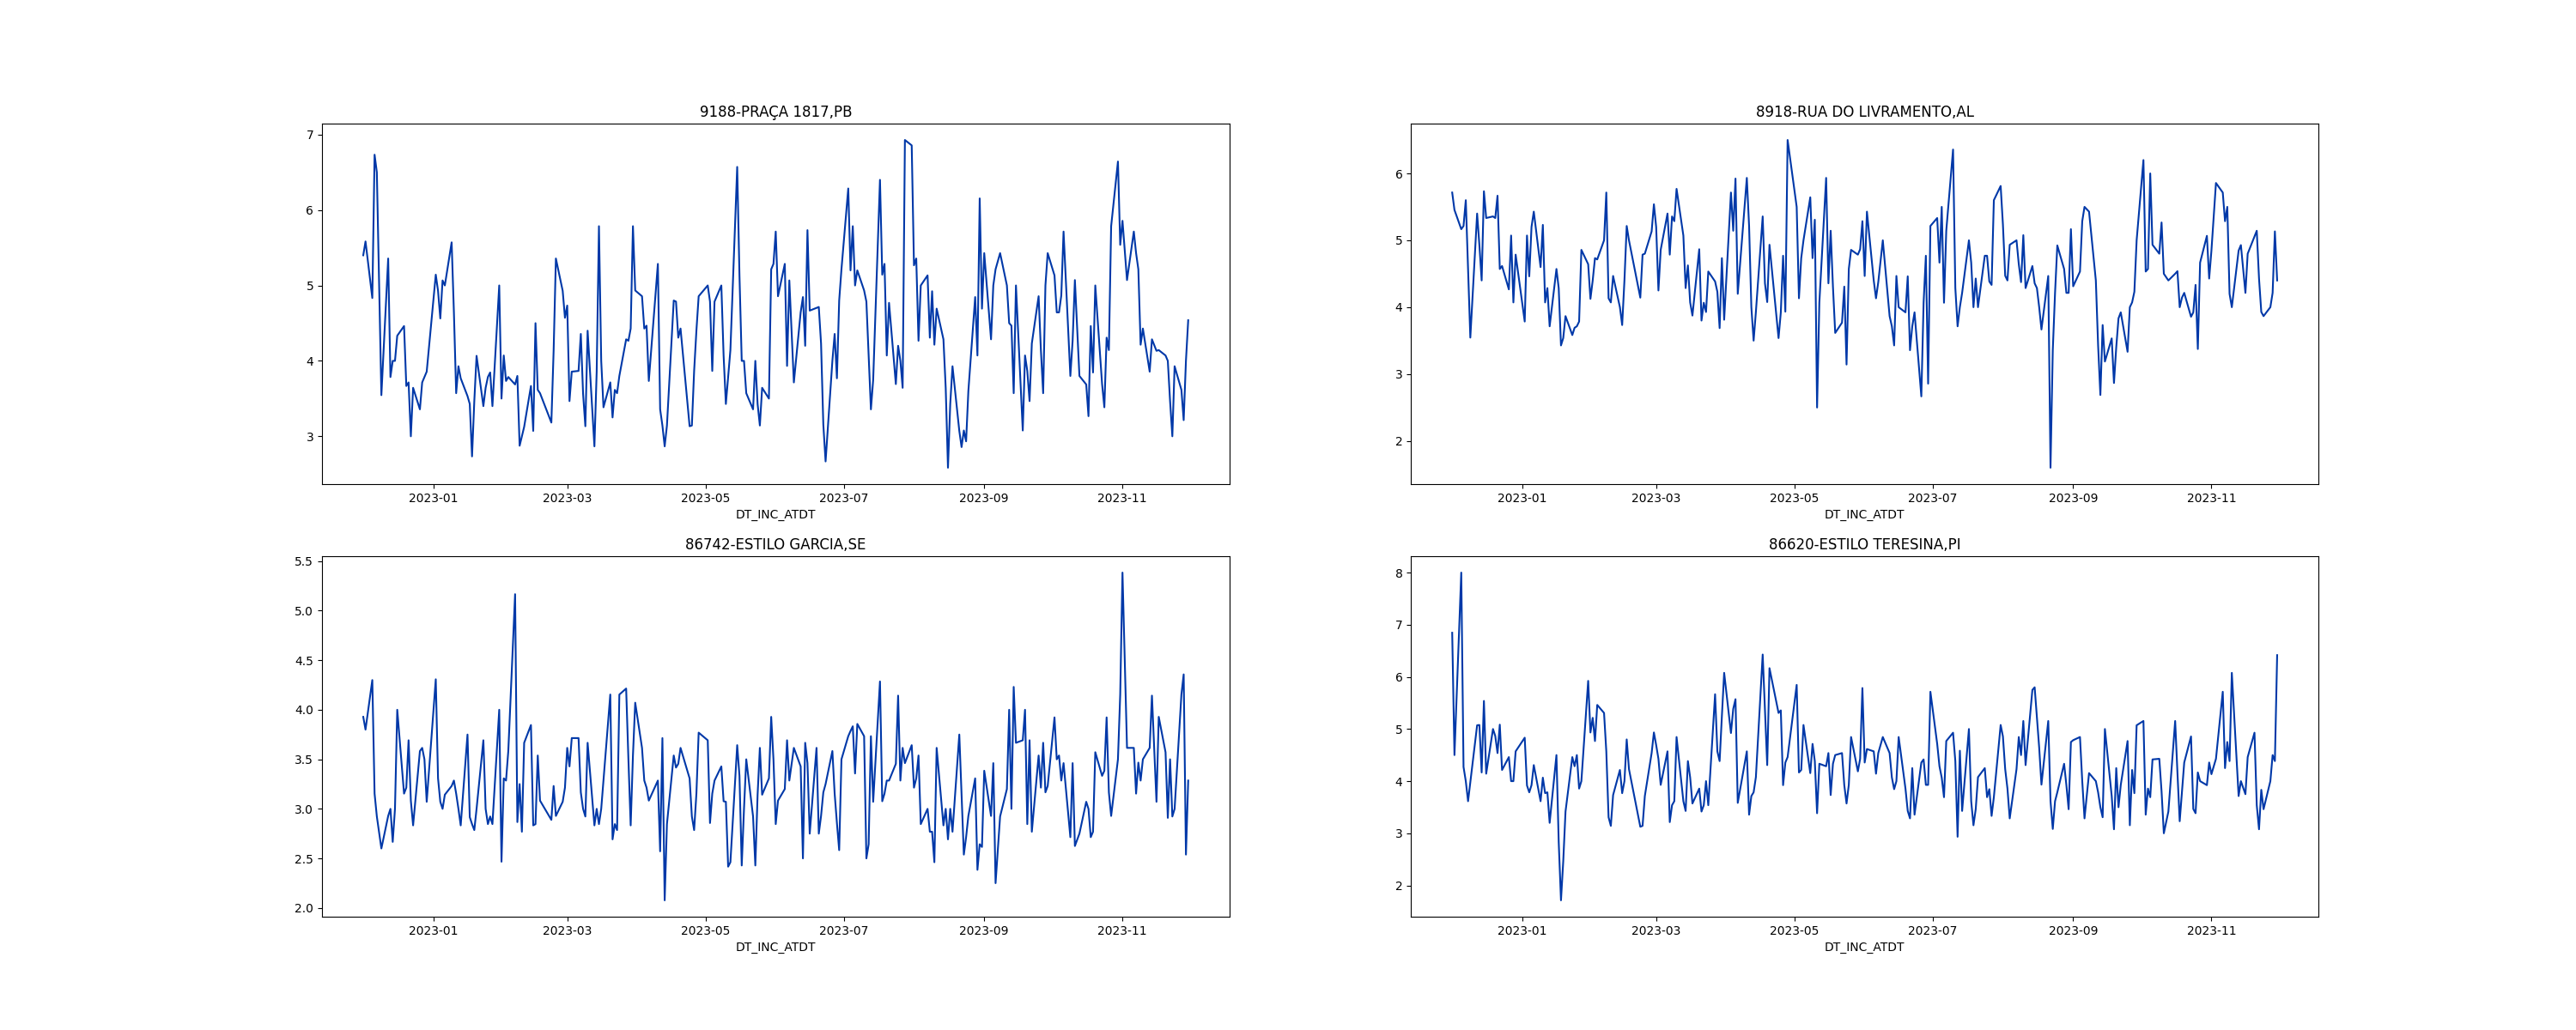 9188-PRAÇA 1817,PB
7
6
5
4
3
2023-01 2023-03 2023-05 2023-07 2023-09 2023-11
DT_INC_ATDT
8918-RUA DO LIVRAMENTO,AL
6
5
4
3
2
2023-01 2023-03 2023-05 2023-07 2023-09 2023-11
DT_INC_ATDT
86742-ESTILO GARCIA,SE
5.5
5.0
4.5
4.0
3.5
3.0
2.5
2.0
2023-01 2023-03 2023-05 2023-07 2023-09 2023-11
DT_INC_ATDT
86620-ESTILO TERESINA,PI
8
7
6
5
4
3
2
2023-01 2023-03 2023-05 2023-07 2023-09 2023-11
DT_INC_ATDT